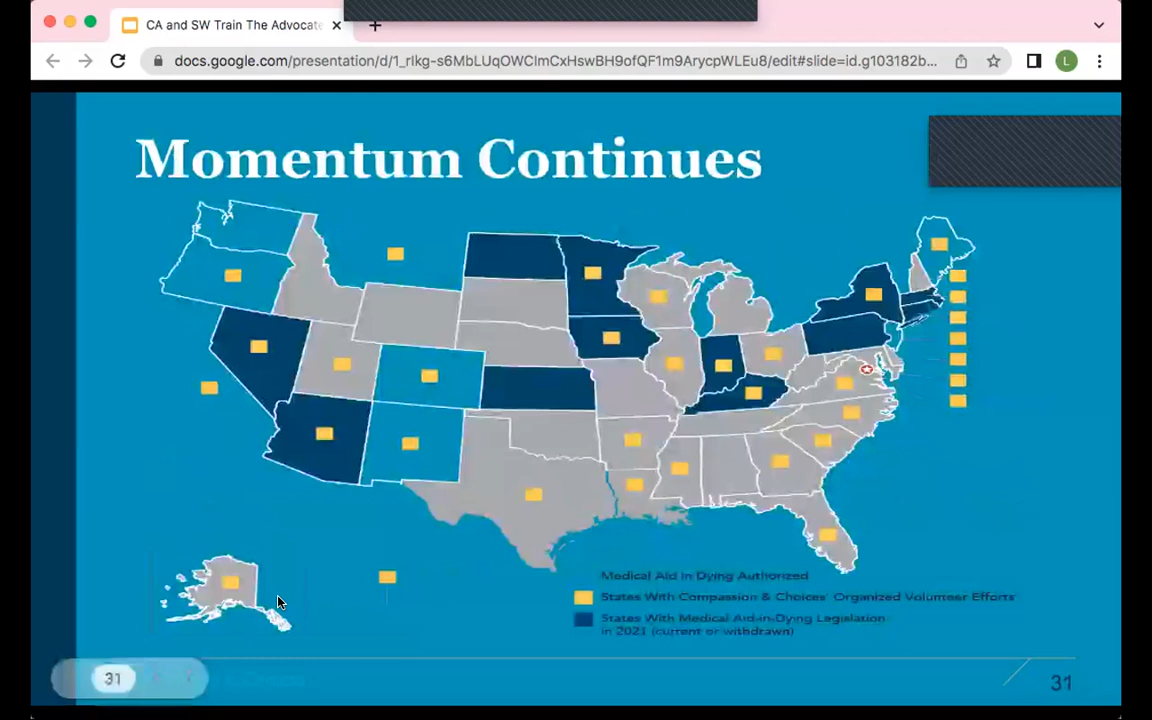 CA and SW Train The Advocate
docs.google.com/presentation/d/1_rIkg-s6MbLUqOWClmCxHswBH9ofQF1m9ArycpWLEu8/edit#slide=id.g103182b...
L
Momentum Continues
Medical Aid in Dying Authorized
States With Compassion & Choices' Organized Volunteer Efforts
States With Medical Aid-in-Dying Legislation
in 2021 (current or withdrawn)
31
31